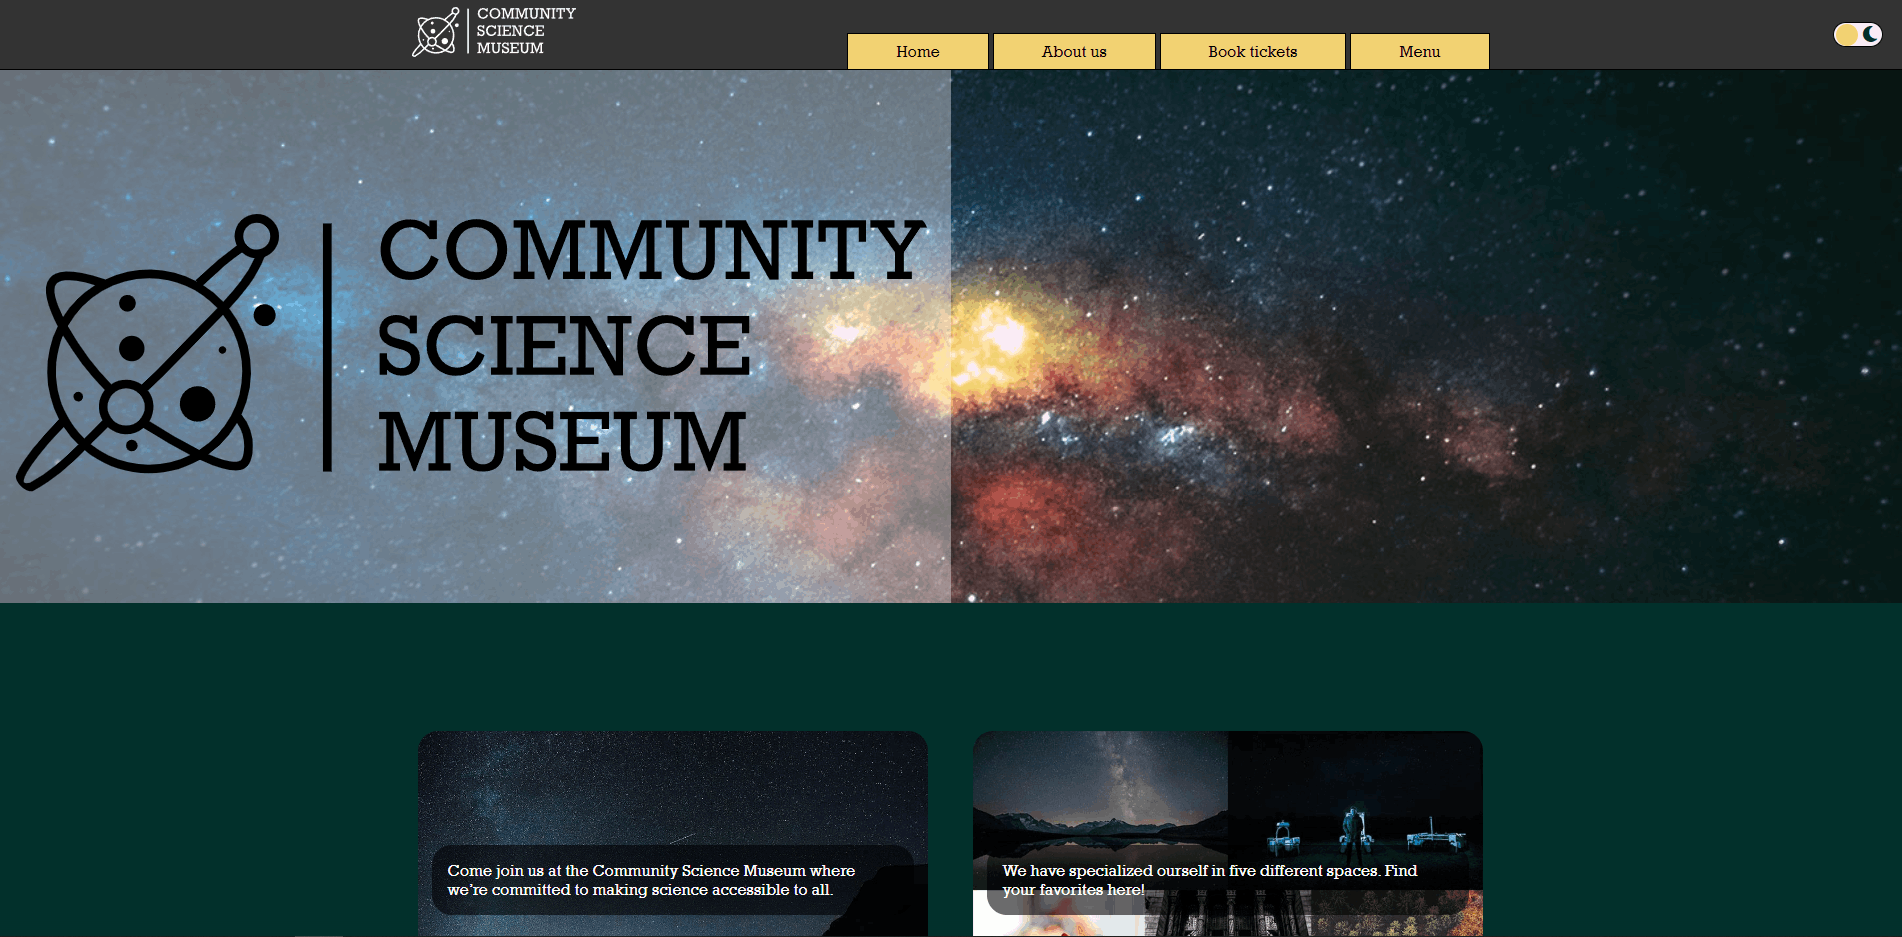 COMMUNITY
SCIENCE
MUSEUM
Home
About us
Book tickets
Menu
COMMUNITY
SCIENCE
MUSEUM
Come join us at the Community Science Museum where
we're committed to making science accessible to all.
We have specialized ourself in five different spaces. Find
your favorites here!